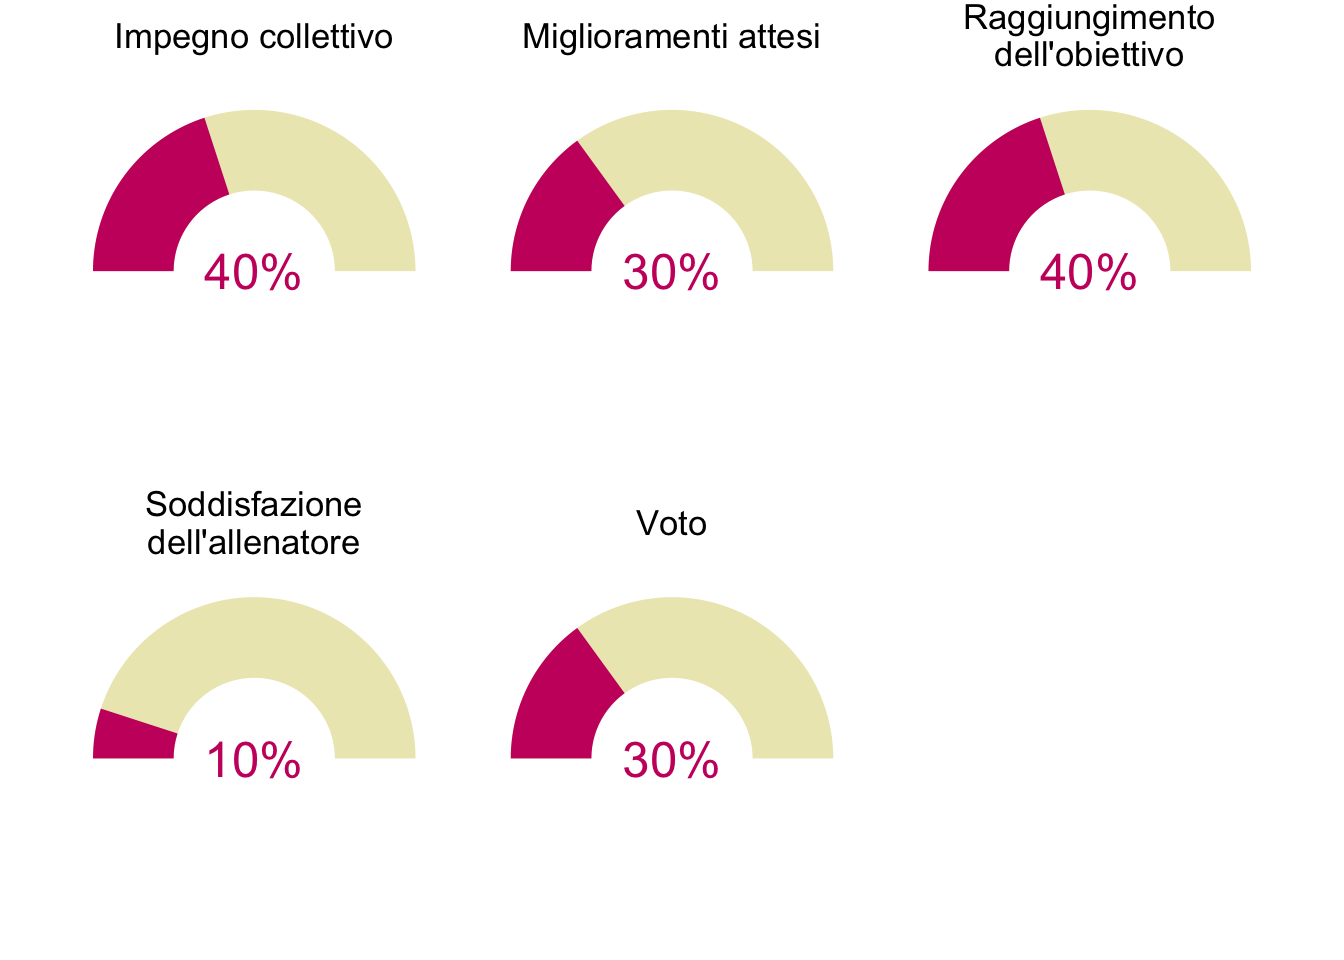 Impegno collettivo
40%
Miglioramenti attesi
30%
Raggiungimento
dell'obiettivo
40%
Soddisfazione
dell'allenatore
10%
Voto
30%